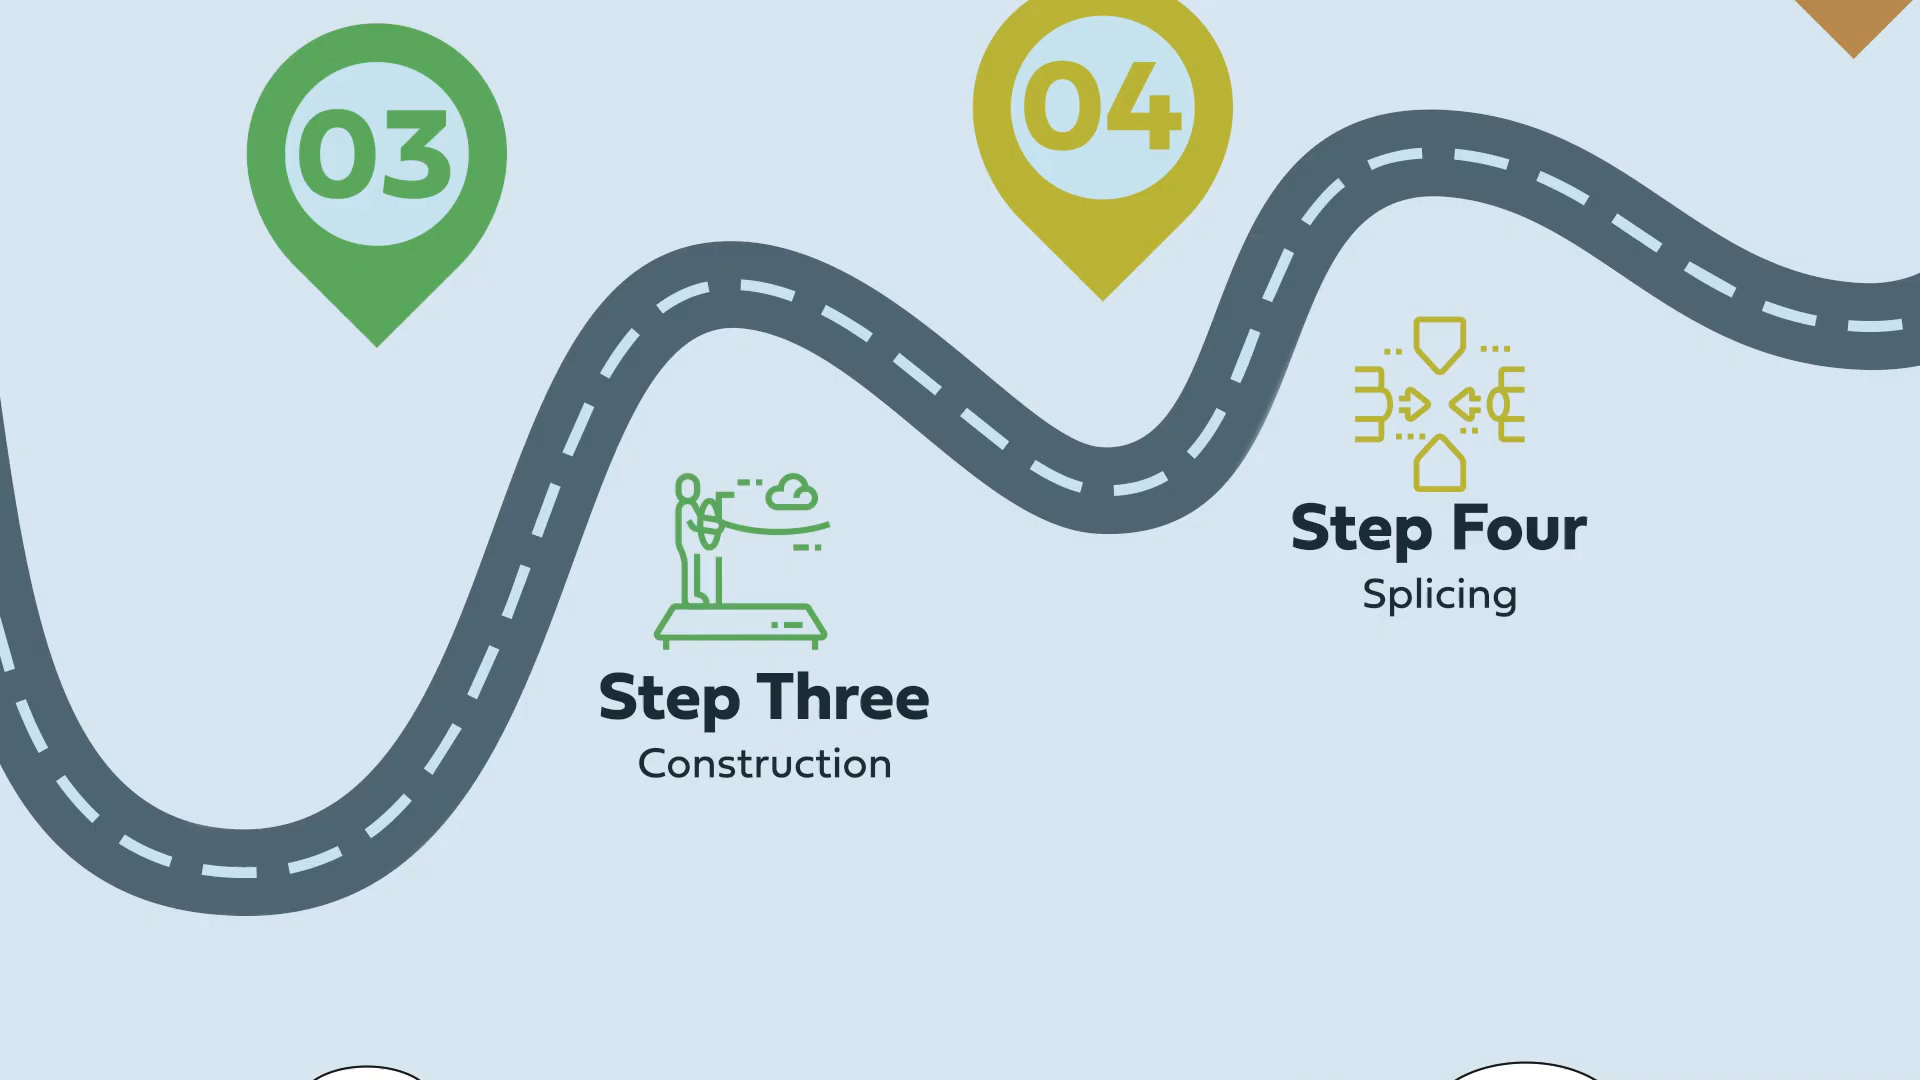 03
04
Step Three
Construction
Step Four
Splicing